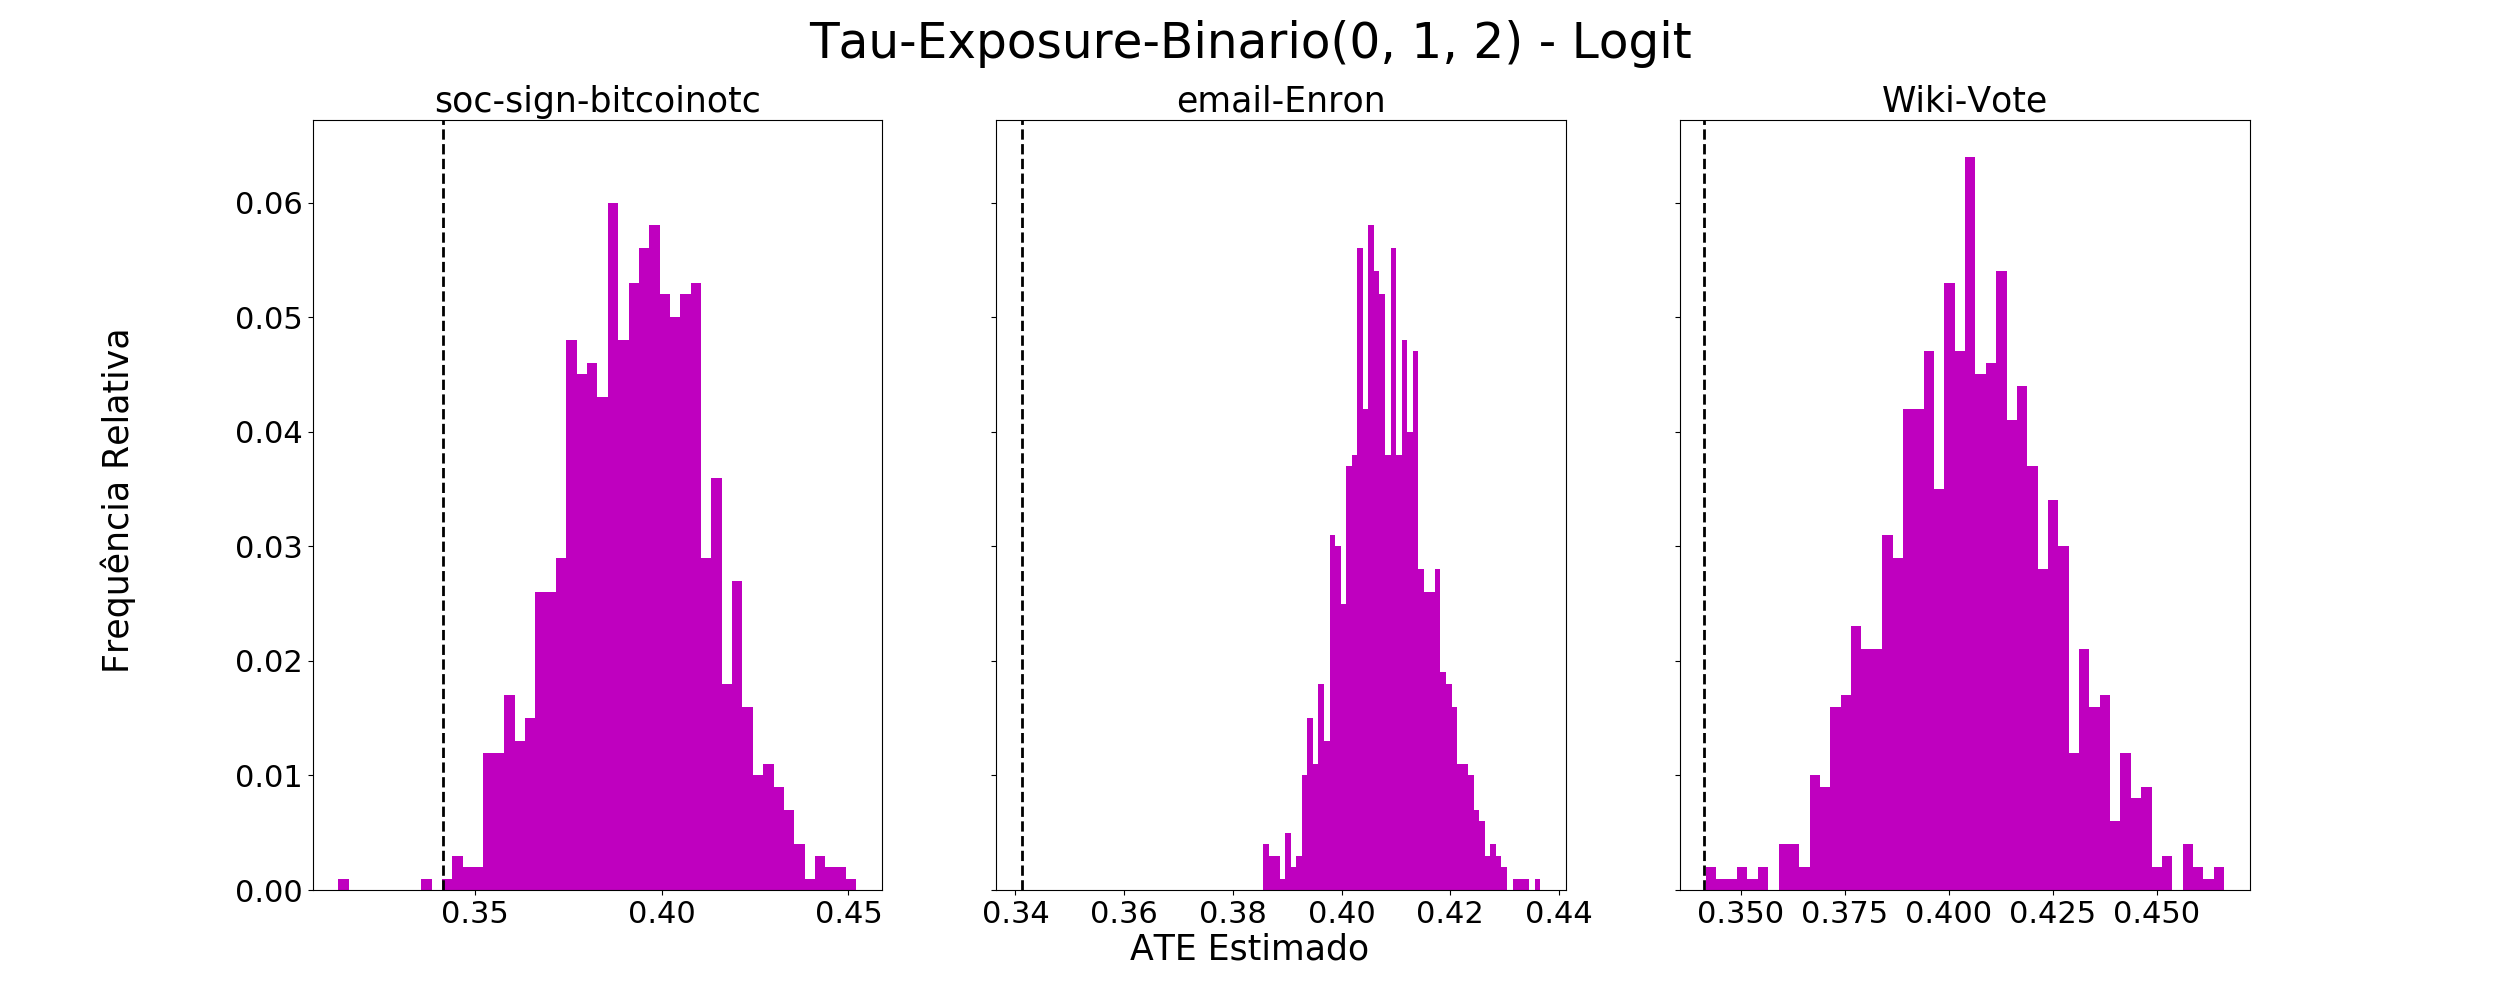 Tau-Exposure-Binario(0, 1, 2) - Logit
soc-sign-bitcoinotc
email-Enron
Wiki-Vote
Frequência Relativa
0.06
0.05
0.04
0.03
0.02
0.01
0.00
0.35 0.40 0.45
0.34 0.36 0.38 0.40 0.42 0.44
0.350 0.375 0.400 0.425 0.450
ATE Estimado